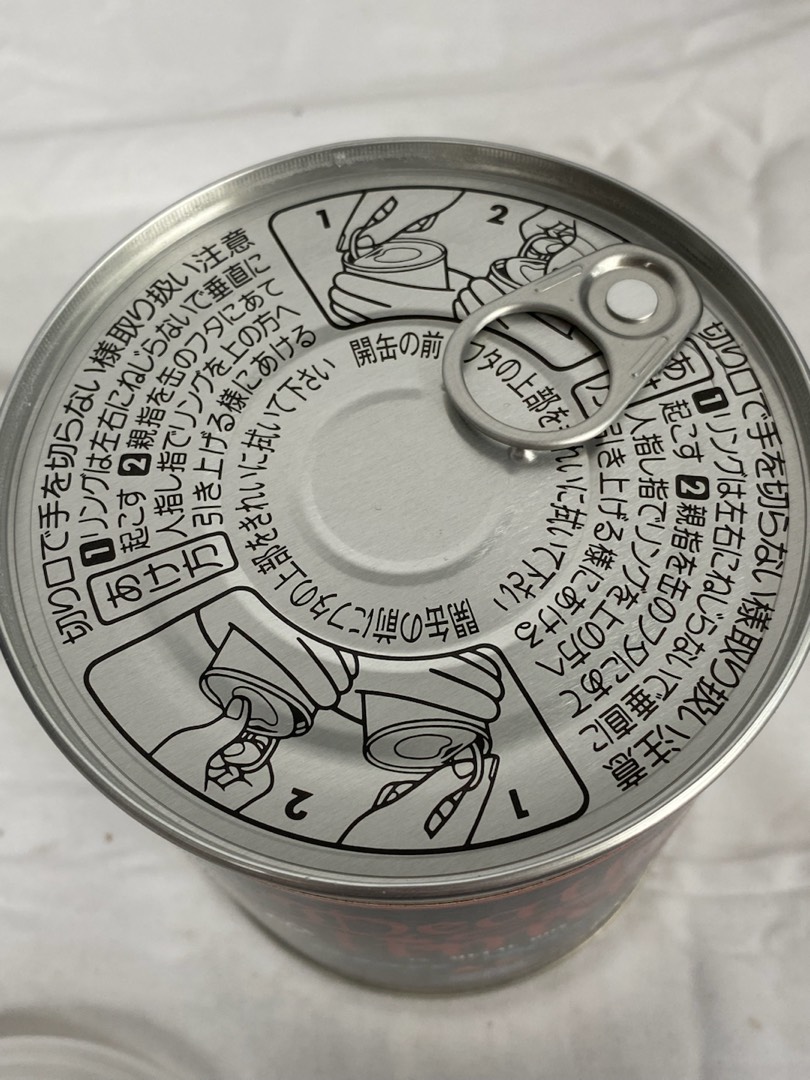 1
2
切り口で手を切らない様取り扱い注意
あけ方
1 リングは左右にねじらないで垂直に
起こす 2 親指を缶のフタにあて
人指し指でリングを上の方へ
引き上げる様にあける
開缶の前
フタの上部を
れいに拭いて下さい
切り口で手を切らない様取り扱い注意
あ
1 リングは左右にねじらないで垂直に
起こす 2 親指を缶のフタにあて
人指し指でリングを上の方へ
引き上げる様にあける
開缶の前にフタの上部をきれいに拭いて下さい
1
2